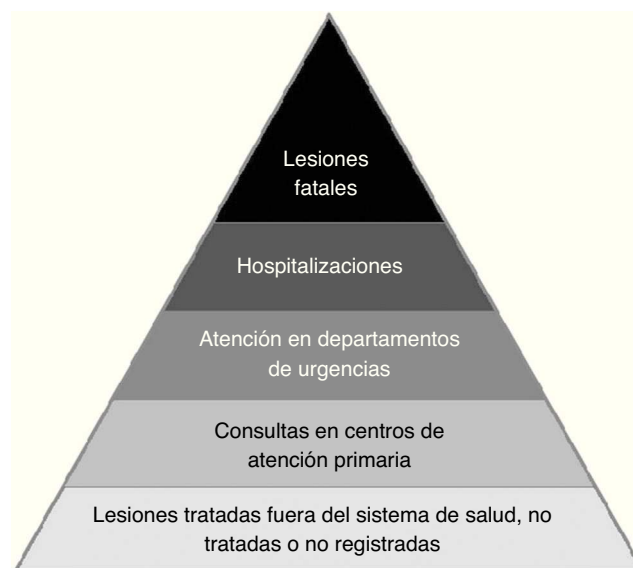 Lesiones
fatales
Hospitalizaciones
Atención en departamentos
de urgencias
Consultas en centros de
atención primaria
Lesiones tratadas fuera del sistema de salud, no
tratadas o no registradas